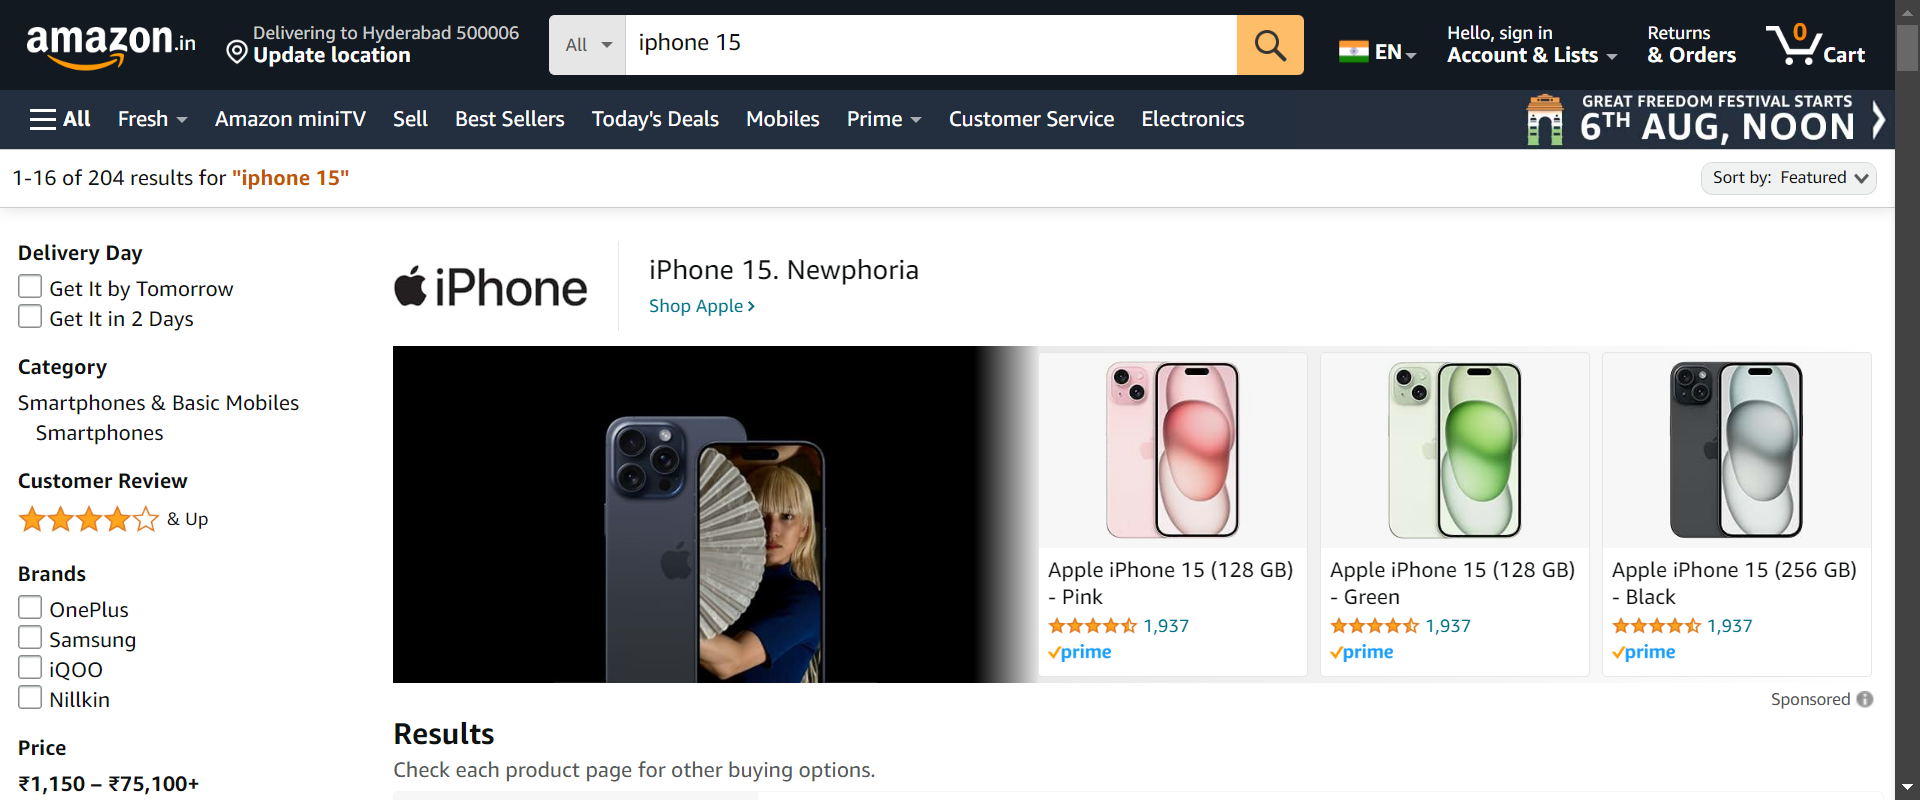 amazon.in
Delivering to Hyderabad 500006
Update location
All
iphone 15
EN
Hello, sign in
Account & Lists
Returns
& Orders
0
Cart
All
Fresh
Amazon miniTV
Sell
Best Sellers
Today's Deals
Mobiles
Prime
Customer Service
Electronics
GREAT FREEDOM FESTIVAL STARTS
6TH AUG, NOON
1-16 of 204 results for "iphone 15"
Sort by: Featured
Delivery Day
Get It by Tomorrow
Get It in 2 Days
Category
Smartphones & Basic Mobiles
Smartphones
Customer Review
& Up
Brands
OnePlus
Samsung
iQOO
Nillkin
Price
₹1,150 – ₹75,100+
iPhone
iPhone 15. Newphoria
Shop Apple ›
Apple iPhone 15 (128 GB)
- Pink
1,937
prime
Apple iPhone 15 (128 GB)
- Green
1,937
prime
Apple iPhone 15 (256 GB)
- Black
1,937
prime
Sponsored
Results
Check each product page for other buying options.